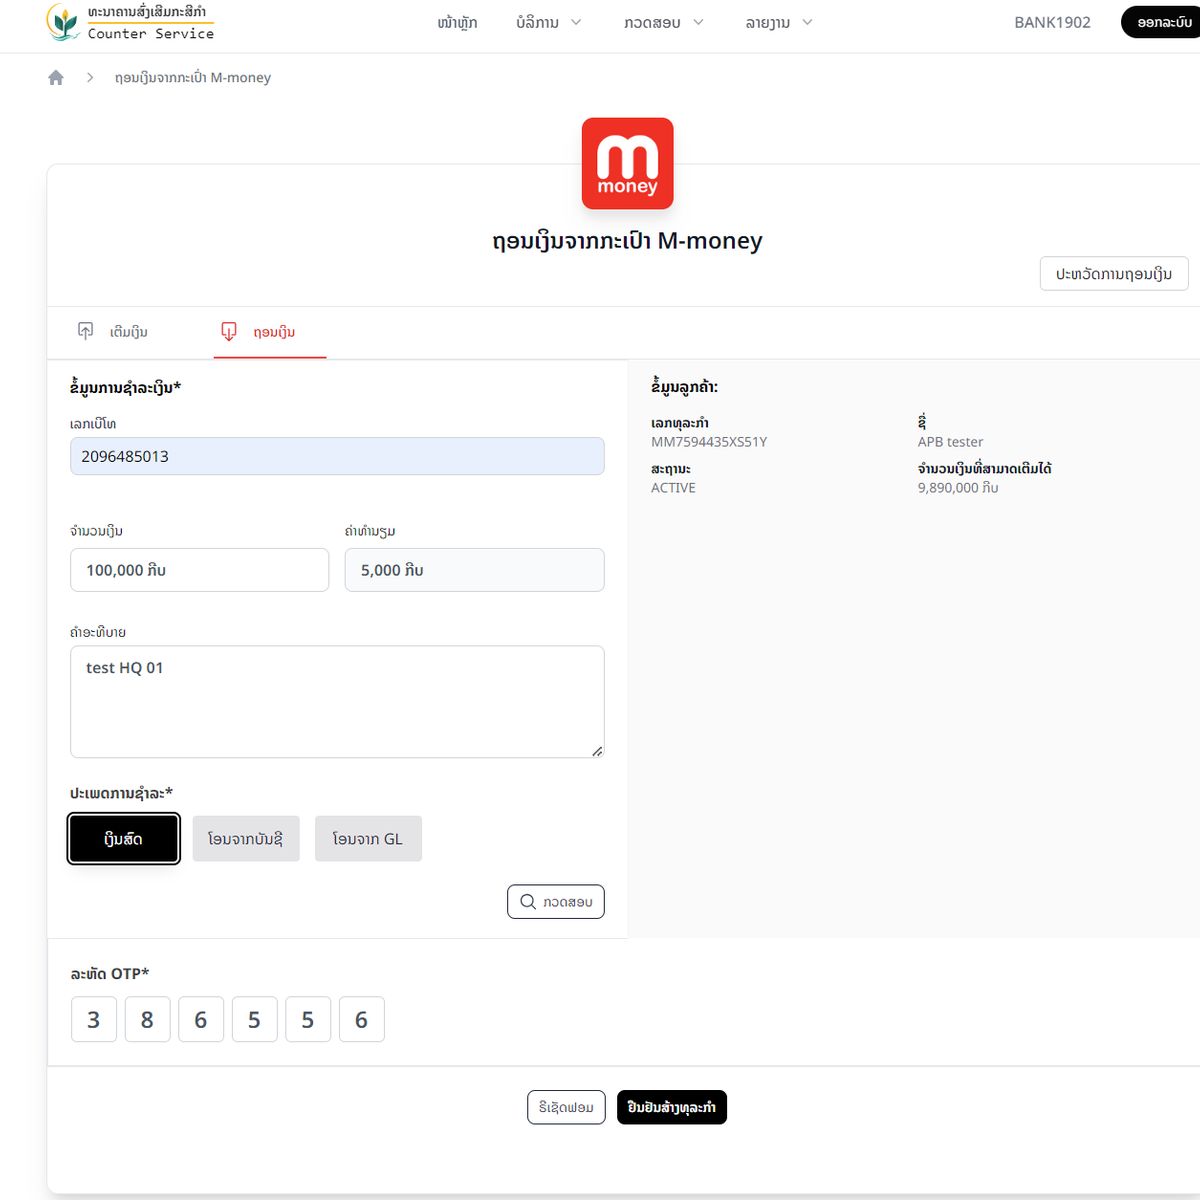 ທະນາຄານສົ່ງເສີມກະສິກຳ
Counter Service
ໜ້າຫຼັກ
ບໍລິການ
ກວດສອບ
ລາຍງານ
BANK1902
ອອກລະບົບ
ຖອນເງິນຈາກກະເປົ໋າ M-money
m
money
ຖອນເງິນຈາກກະເປົາ M-money
ປະຫວັດການຖອນເງິນ
ເຕີມເງິນ
ຖອນເງິນ
ຂໍ້ມູນການຊຳລະເງິນ*
ເລກເບີໂທ
2096485013
ຈຳນວນເງິນ
ຄ່າທຳນຽມ
100,000 ກີບ
5,000 ກີບ
ຄຳອະທິບາຍ
test HQ 01
ປະເພດການຊຳລະ*
ເງິນສົດ
ໂອນຈາກບັນຊີ
ໂອນຈາກ GL
ກວດສອບ
ຂໍ້ມູນລູກຄ້າ:
ເລກທຸລະກຳ
ຊື່
MM7594435XS51Y
APB tester
ສະຖານະ
ຈຳນວນເງິນທີ່ສາມາດເຕີມໄດ້
ACTIVE
9,890,000 ກີບ
ລະຫັດ OTP*
3 8 6 5 5 6
ຣີເຊັດຟອມ
ຢືນຢັນສ້າງທຸລະກຳ